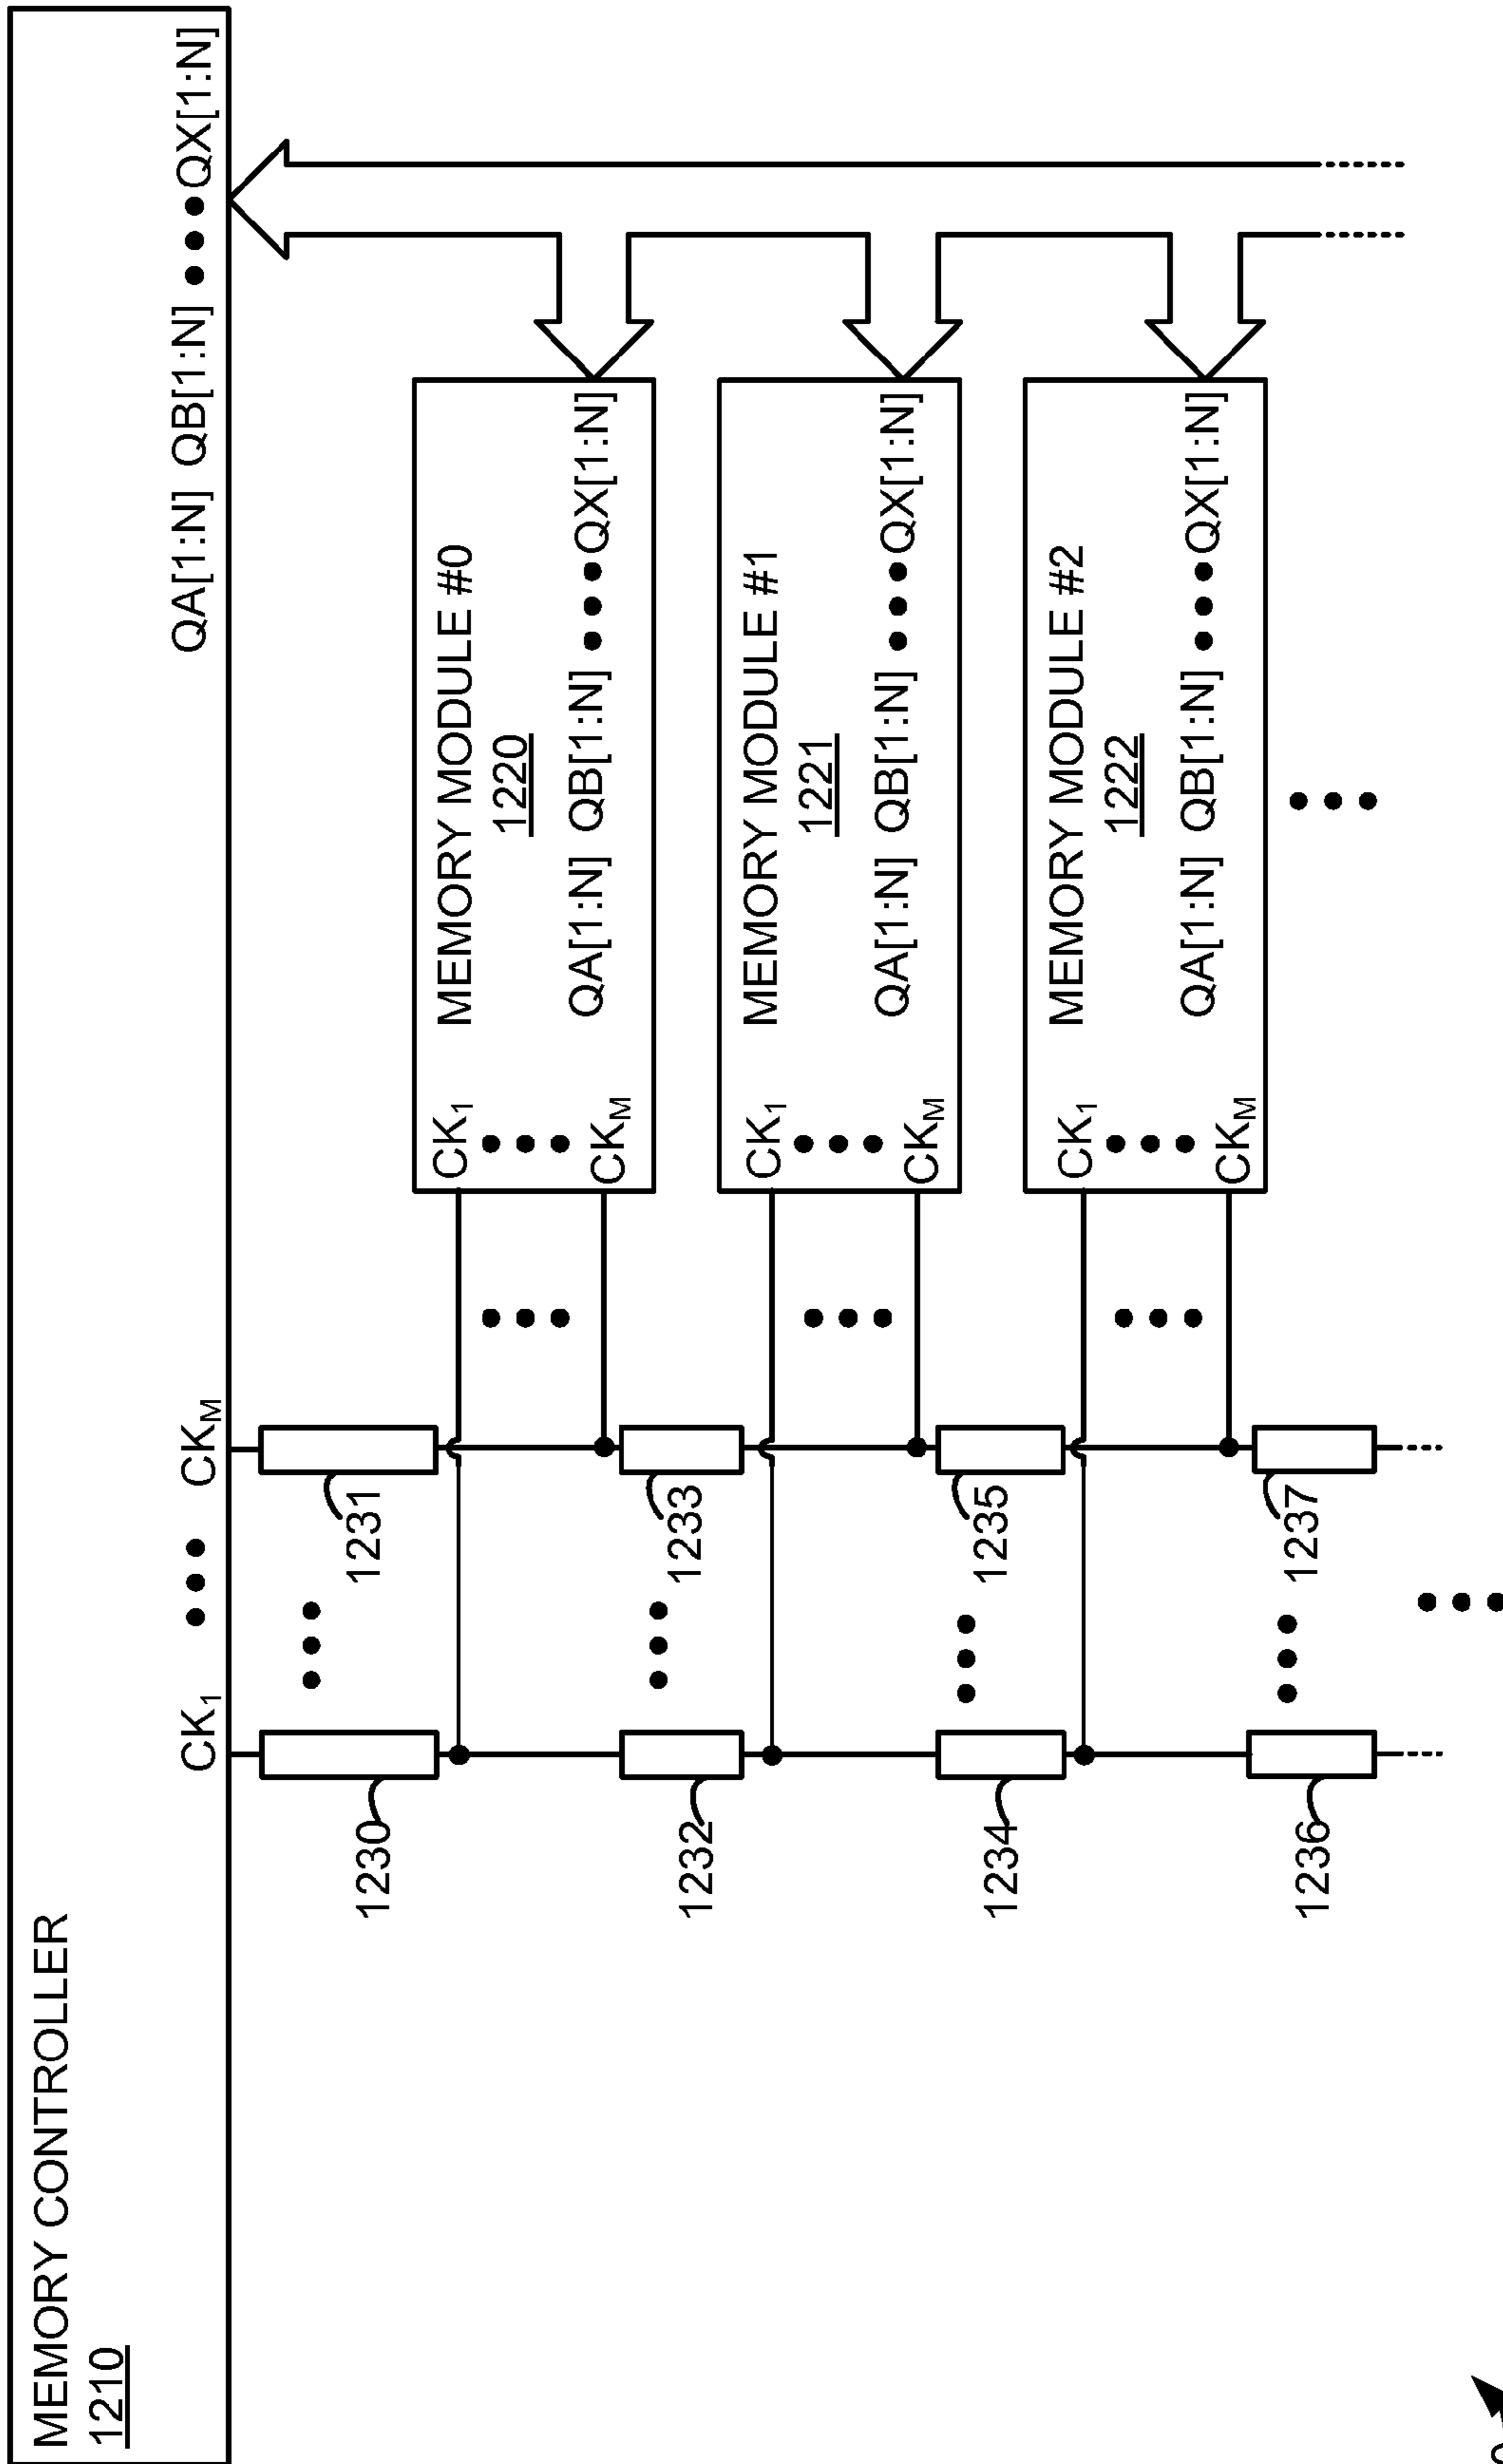 MEMORY CONTROLLER
1210
CK1 ••• CKM
QA[1:N] QB[1:N] ••• QX[1:N]
1230
•••
1231
CK1
•••
CKM
MEMORY MODULE #0
1220
QA[1:N] QB[1:N] ••• QX[1:N]
1232
•••
1233
CK1
•••
CKM
MEMORY MODULE #1
1221
QA[1:N] QB[1:N] ••• QX[1:N]
1234
•••
1235
CK1
•••
CKM
MEMORY MODULE #2
1222
QA[1:N] QB[1:N] ••• QX[1:N]
1236
•••
1237